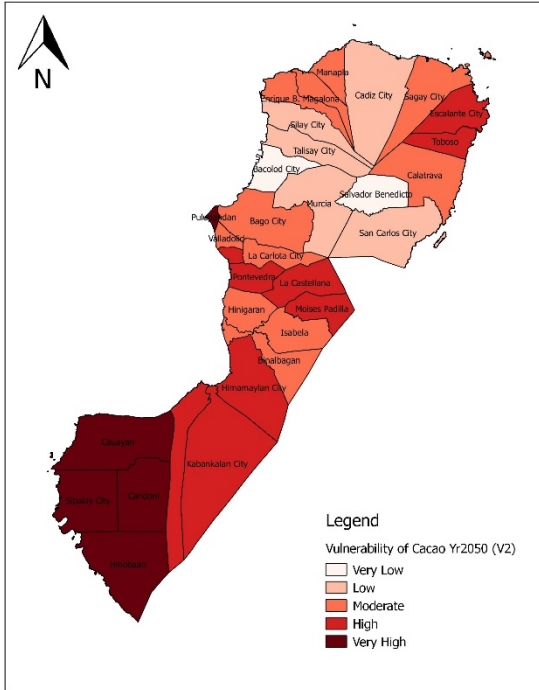 N
Manapla
Cadiz City
Sagay City
Enrique B. Magalona
Escalante City
Silay City
Toboso
Talisay City
Bacolod City
Calatrava
Salvador Benedicto
Murcia
Pulupandan
Bago City
San Carlos City
Valladolid
La Carlota City
Pontevedra
La Castellana
Moises Padilla
Hinigaran
Isabela
Binalbagan
Himamaylan City
Cauayan
Kabankalan City
Sipalay City
Candoni
Hinobaan
Legend
Vulnerability of Cacao Yr2050 (V2)
Very Low
Low
Moderate
High
Very High